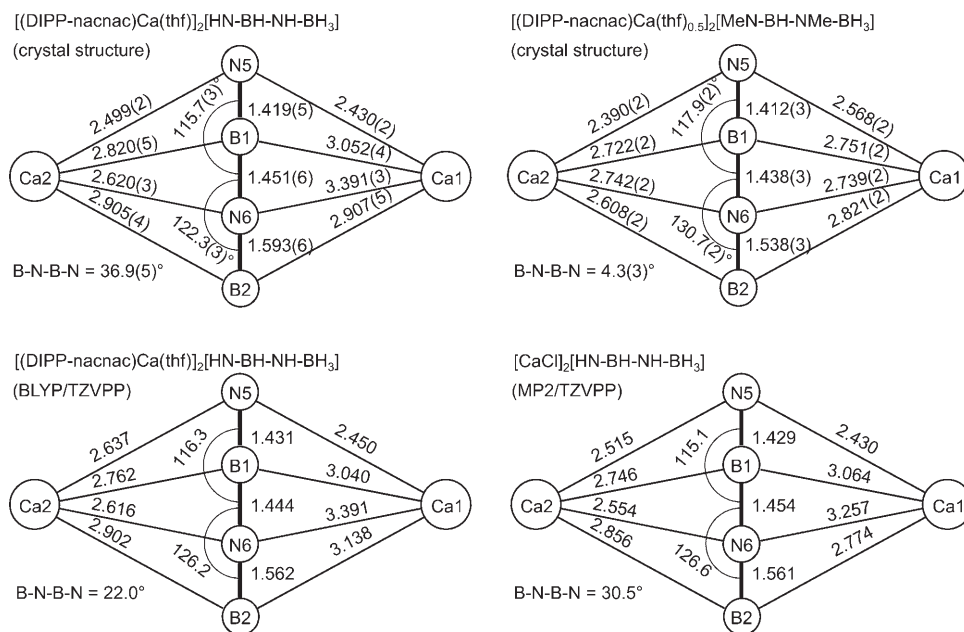 [(DIPP-nacnac)Ca(thf)]₂[HN-BH-NH-BH₃]
(crystal structure)
N5
2.499(2)
115.7(3)°
1.419(5)
2.430(2)
2.820(5)
B1
3.052(4)
Ca2
2.620(3)
1.451(6)
3.391(3)
Ca1
2.905(4)
122.3(3)°
N6
1.593(6)
2.907(5)
B-N-B-N = 36.9(5)°
B2
[(DIPP-nacnac)Ca(thf)₀.₅]₂[MeN-BH-NMe-BH₃]
(crystal structure)
N5
2.390(2)
117.9(2)°
1.412(3)
2.568(2)
2.722(2)
B1
2.751(2)
Ca2
2.742(2)
1.438(3)
2.739(2)
Ca1
2.608(2)
130.7(2)°
N6
1.538(3)
2.821(2)
B-N-B-N = 4.3(3)°
B2
[(DIPP-nacnac)Ca(thf)]₂[HN-BH-NH-BH₃]
(BLYP/TZVPP)
N5
2.637
116.3
1.431
2.450
2.762
B1
3.040
Ca2
2.616
1.444
3.391
Ca1
2.902
126.2
N6
1.562
3.138
B-N-B-N = 22.0°
B2
[CaCl]₂[HN-BH-NH-BH₃]
(MP2/TZVPP)
N5
2.515
115.1
1.429
2.430
2.746
B1
3.064
Ca2
2.554
1.454
3.257
Ca1
2.856
126.6
N6
1.561
2.774
B-N-B-N = 30.5°
B2